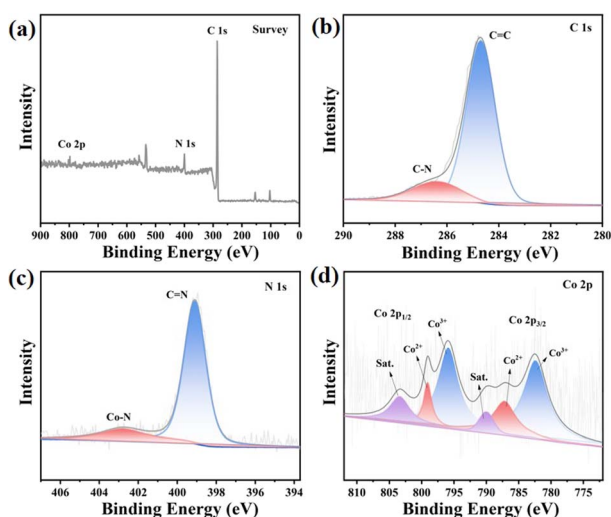 (a)
C 1s
Survey
Co 2p
N 1s
Intensity
900 800 700 600 500 400 300 200 100 0
Binding Energy (eV)
(b)
C=C
C 1s
C-N
Intensity
290 288 286 284 282 280
Binding Energy (eV)
(c)
C=N
N 1s
Co-N
Intensity
406 404 402 400 398 396 394
Binding Energy (eV)
(d)
Co 2p
Co 2p1/2
Co3+
Co 2p3/2
Co2+
Sat.
Sat.
Co2+
Co3+
Intensity
810 805 800 795 790 785 780 775
Binding Energy (eV)